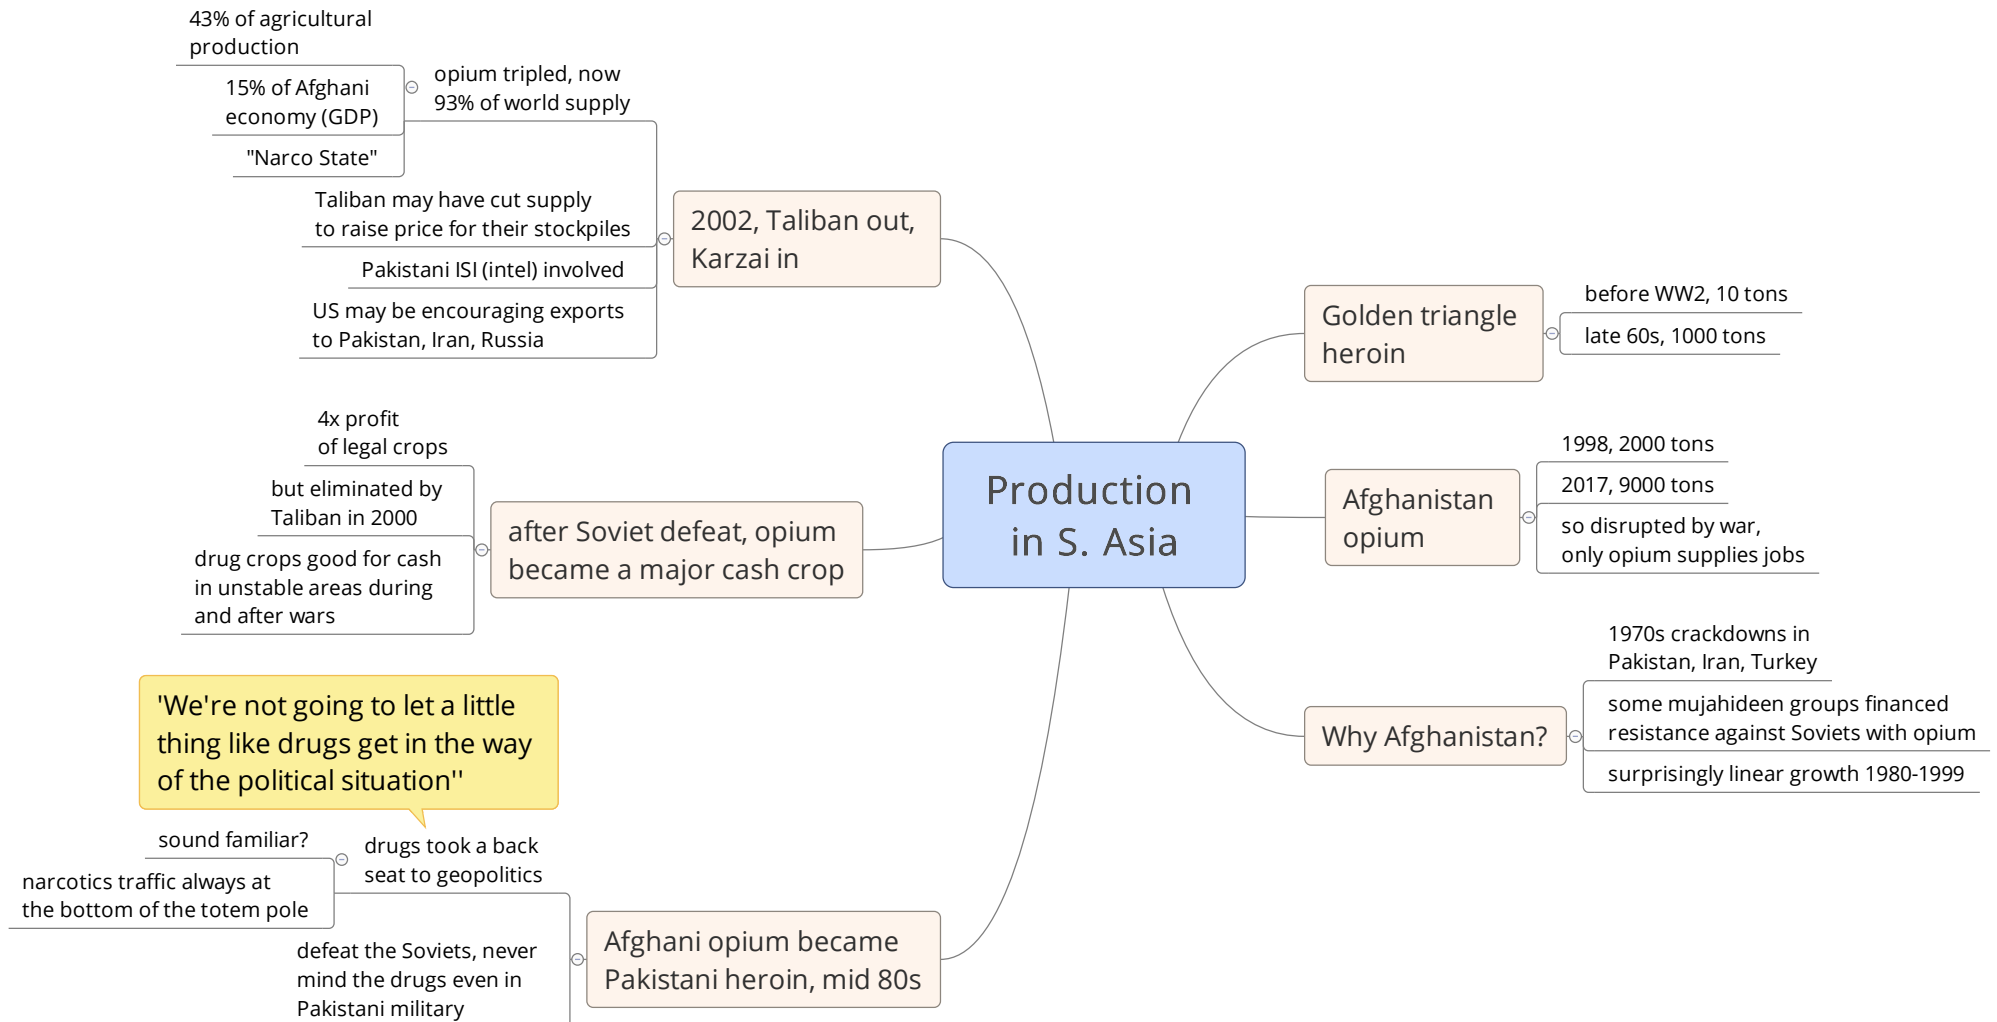 Production
in S. Asia
Golden triangle
heroin
before WW2, 10 tons
late 60s, 1000 tons
Afghanistan
opium
1998, 2000 tons
2017, 9000 tons
so disrupted by war,
only opium supplies jobs
Why Afghanistan?
1970s crackdowns in
Pakistan, Iran, Turkey
some mujahideen groups financed
resistance against Soviets with opium
surprisingly linear growth 1980-1999
2002, Taliban out,
Karzai in
opium tripled, now
93% of world supply
43% of agricultural
production
15% of Afghani
economy (GDP)
"Narco State"
Taliban may have cut supply
to raise price for their stockpiles
Pakistani ISI (intel) involved
US may be encouraging exports
to Pakistan, Iran, Russia
after Soviet defeat, opium
became a major cash crop
4x profit
of legal crops
but eliminated by
Taliban in 2000
drug crops good for cash
in unstable areas during
and after wars
Afghani opium became
Pakistani heroin, mid 80s
'We're not going to let a little
thing like drugs get in the way
of the political situation''
drugs took a back
seat to geopolitics
sound familiar?
narcotics traffic always at
the bottom of the totem pole
defeat the Soviets, never
mind the drugs even in
Pakistani military